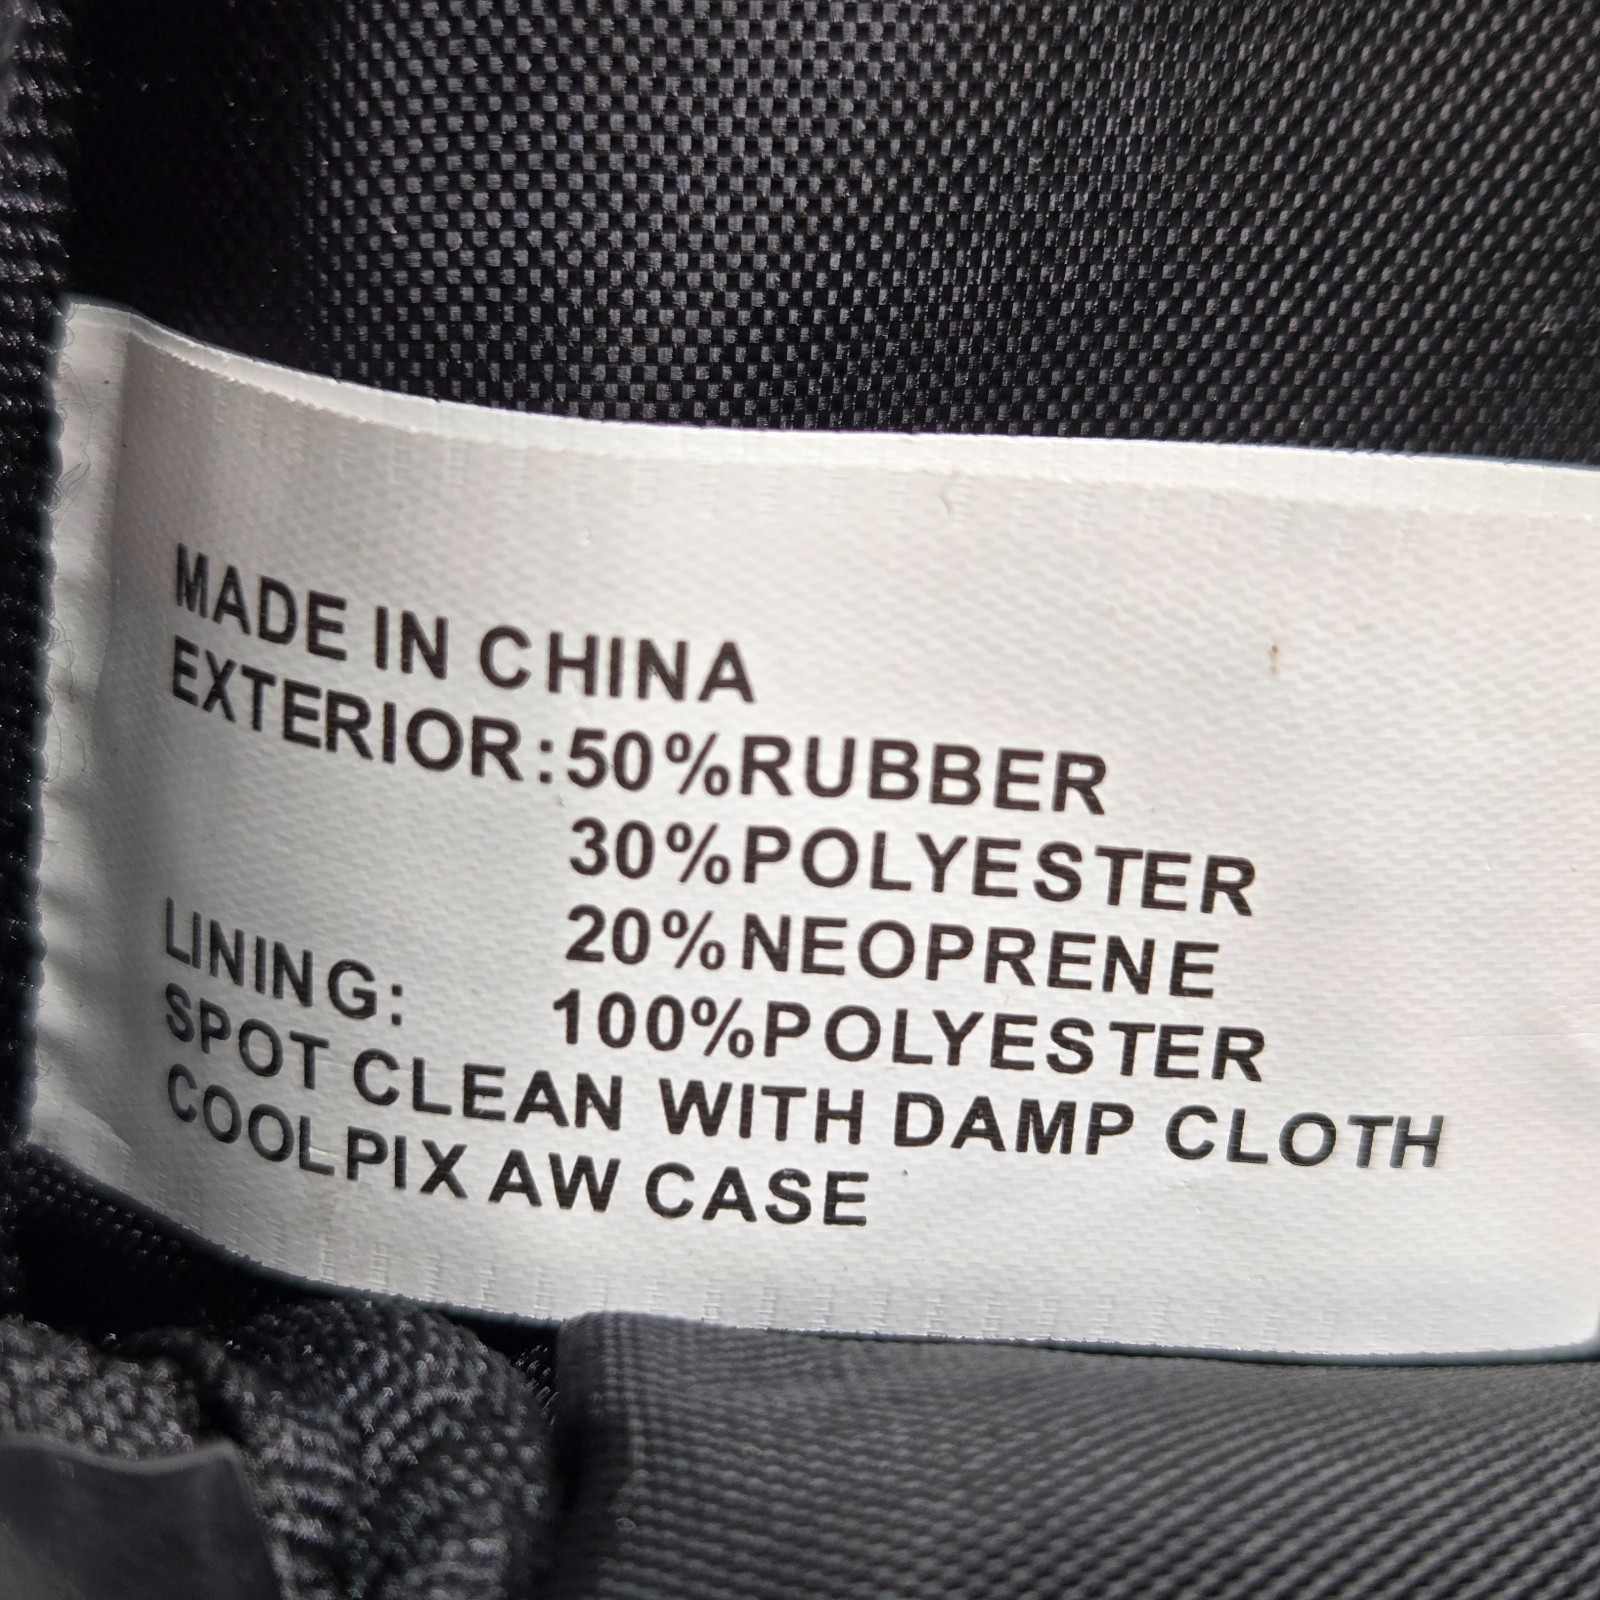 MADE IN CHINA
EXTERIOR:50%RUBBER
30%POLYESTER
20%NEOPRENE
LINING: 100%POLYESTER
SPOT CLEAN WITH DAMP CLOTH
COOLPIX AW CASE